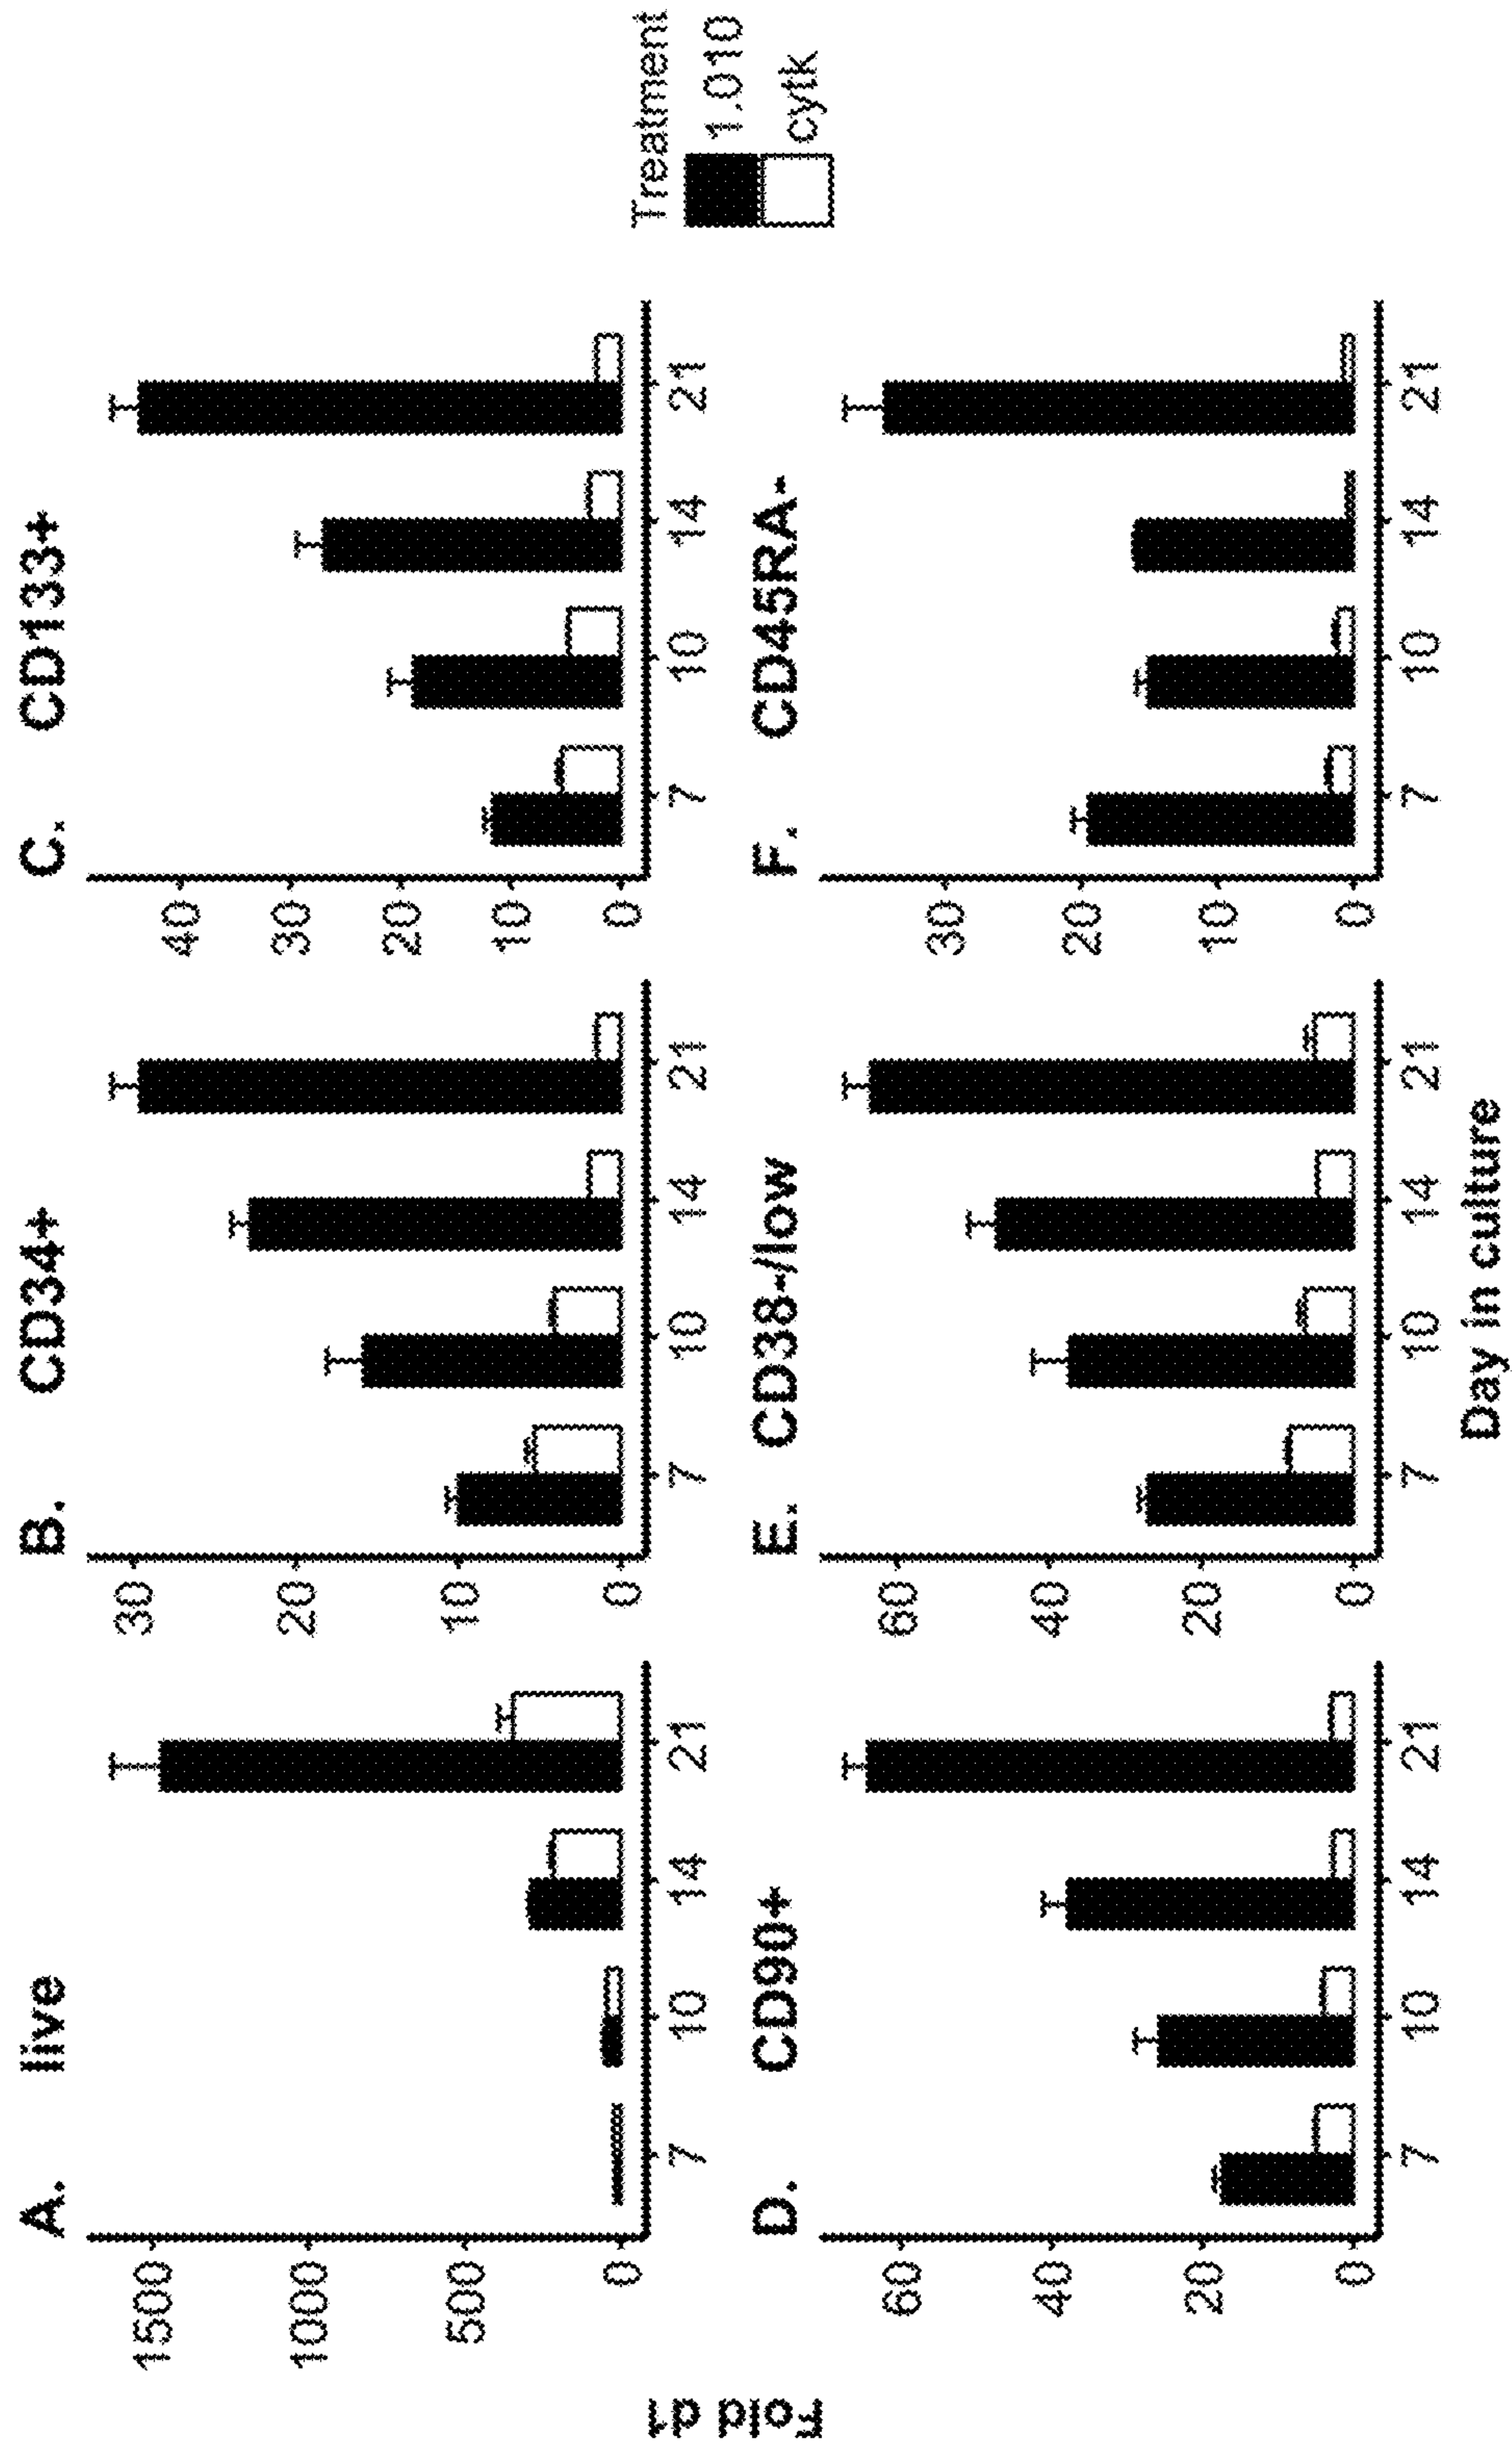 A. live
1500
1000
500
0
7 10 14 21
B. CD34+
30
20
10
0
7 10 14 21
C. CD133+
40
30
20
10
0
7 10 14 21
Treatment
1.010
cytk
Fold d1
D. CD90+
60
40
20
0
7 10 14 21
E. CD38-/low
60
40
20
0
7 10 14 21
F. CD45RA-
30
20
10
0
7 10 14 21
Day in culture